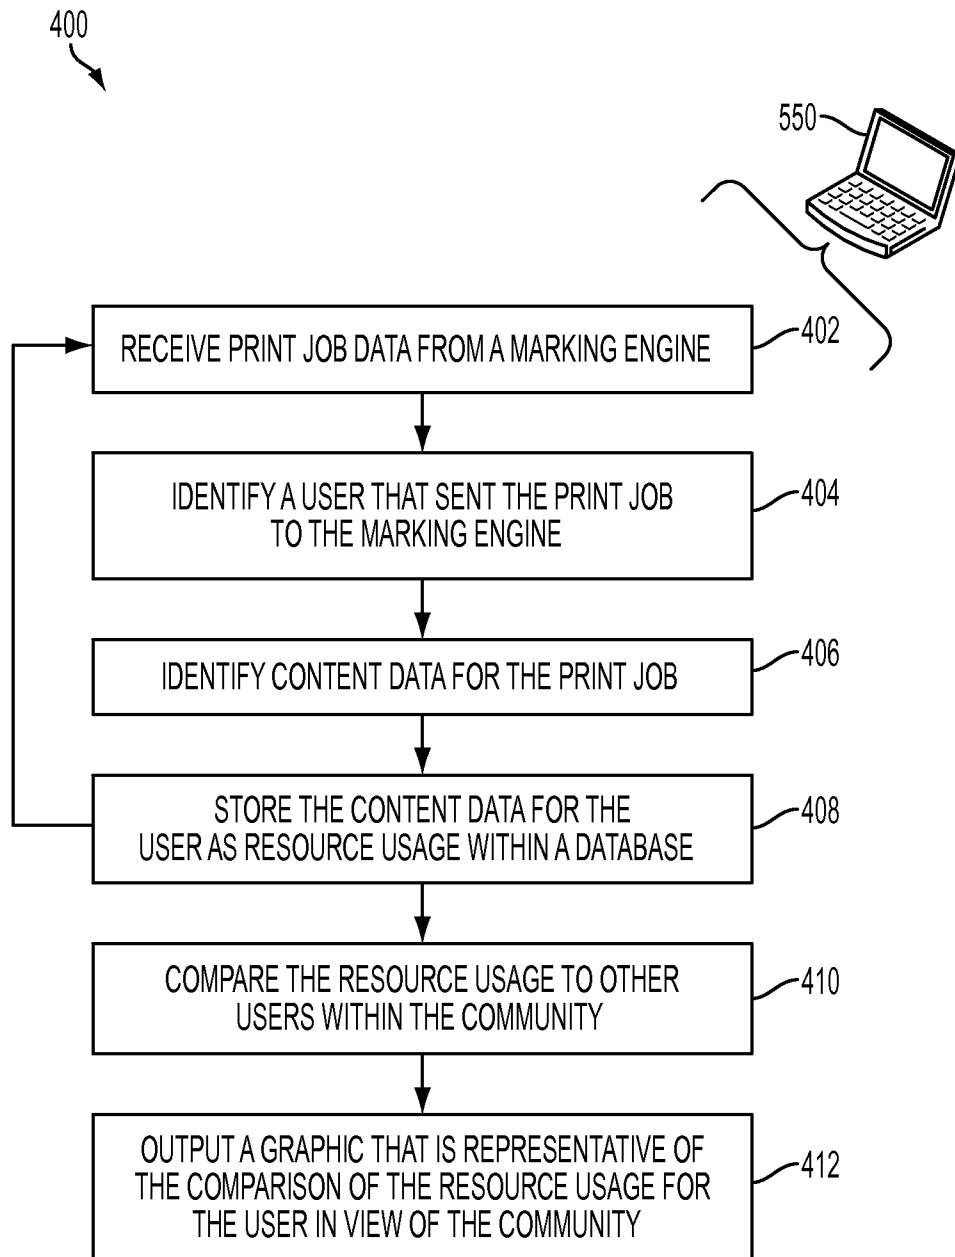 400
550
RECEIVE PRINT JOB DATA FROM A MARKING ENGINE
402
IDENTIFY A USER THAT SENT THE PRINT JOB
TO THE MARKING ENGINE
404
IDENTIFY CONTENT DATA FOR THE PRINT JOB
406
STORE THE CONTENT DATA FOR THE
USER AS RESOURCE USAGE WITHIN A DATABASE
408
COMPARE THE RESOURCE USAGE TO OTHER
USERS WITHIN THE COMMUNITY
410
OUTPUT A GRAPHIC THAT IS REPRESENTATIVE OF
THE COMPARISON OF THE RESOURCE USAGE FOR
THE USER IN VIEW OF THE COMMUNITY
412